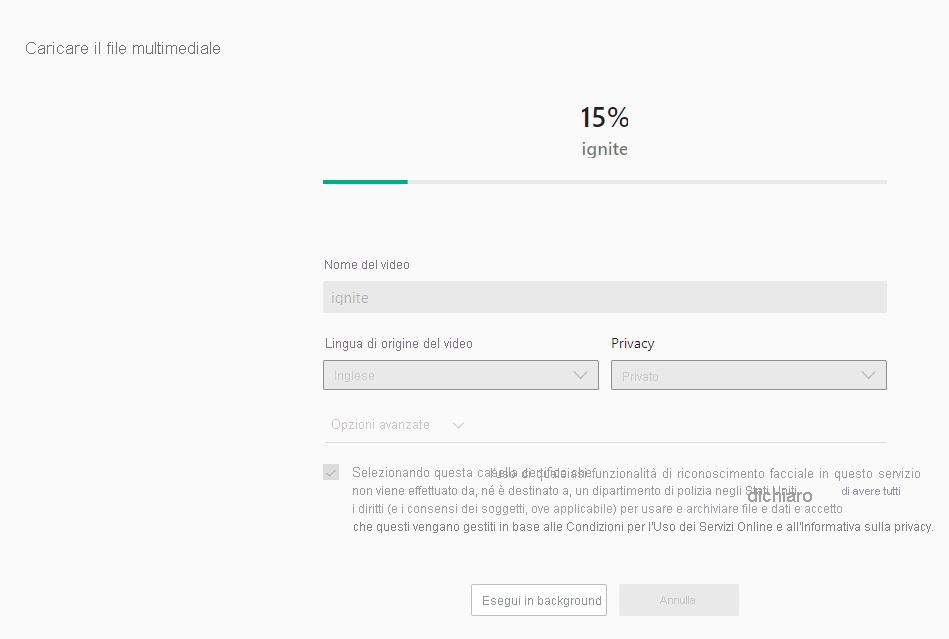 Caricare il file multimediale
15%
ignite
Nome del video
ignite
Lingua di origine del video
Privacy
Inglese
Privato
Opzioni avanzate
Selezionando questa casella certifico che l'uso di qualsiasi funzionalità di riconoscimento facciale in questo servizio
non viene effettuato da, né è destinato a, un dipartimento di polizia negli Stati Uniti. dichiaro di avere tutti
i diritti (e i consensi dei soggetti, ove applicabile) per usare e archiviare file e dati e accetto
che questi vengano gestiti in base alle Condizioni per l'Uso dei Servizi Online e all'Informativa sulla privacy.
Esegui in background
Annulla